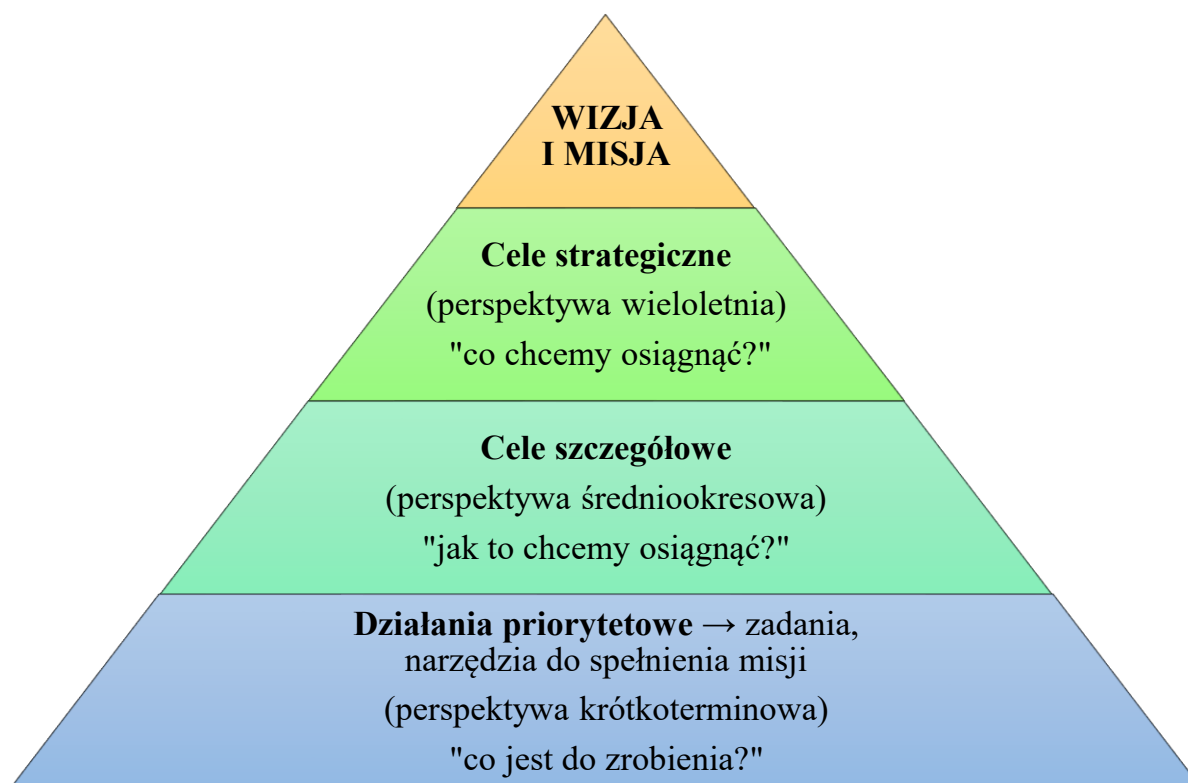 WIZJA
I MISJA
Cele strategiczne
(perspektywa wieloletnia)
"co chcemy osiągnąć?"
Cele szczegółowe
(perspektywa średniookresowa)
"jak to chcemy osiągnąć?"
Działania priorytetowe → zadania,
narzędzia do spełnienia misji
(perspektywa krótkoterminowa)
"co jest do zrobienia?"